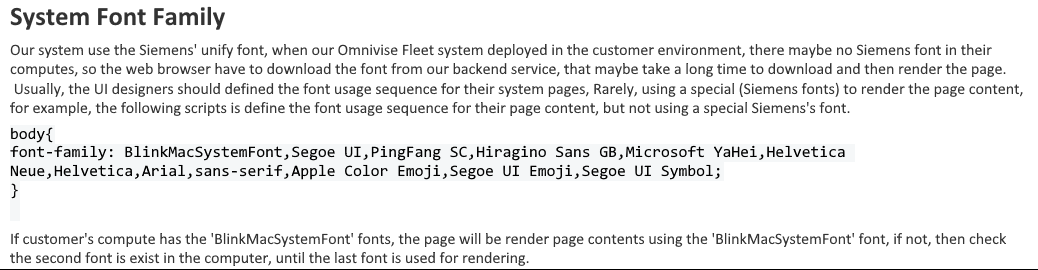 System Font Family
Our system use the Siemens' unify font, when our Omnivise Fleet system deployed in the customer environment, there maybe no Siemens font in their
computes, so the web browser have to download the font from our backend service, that maybe take a long time to download and then render the page.
Usually, the UI designers should defined the font usage sequence for their system pages, Rarely, using a special (Siemens fonts) to render the page content,
for example, the following scripts is define the font usage sequence for their page content, but not using a special Siemens's font.
body{
font-family: BlinkMacSystemFont,Segoe UI,PingFang SC,Hiragino Sans GB,Microsoft YaHei,Helvetica
Neue,Helvetica,Arial,sans-serif,Apple Color Emoji,Segoe UI Emoji,Segoe UI Symbol;
}
If customer's compute has the 'BlinkMacSystemFont' fonts, the page will be render page contents using the 'BlinkMacSystemFont' font, if not, then check
the second font is exist in the computer, until the last font is used for rendering.